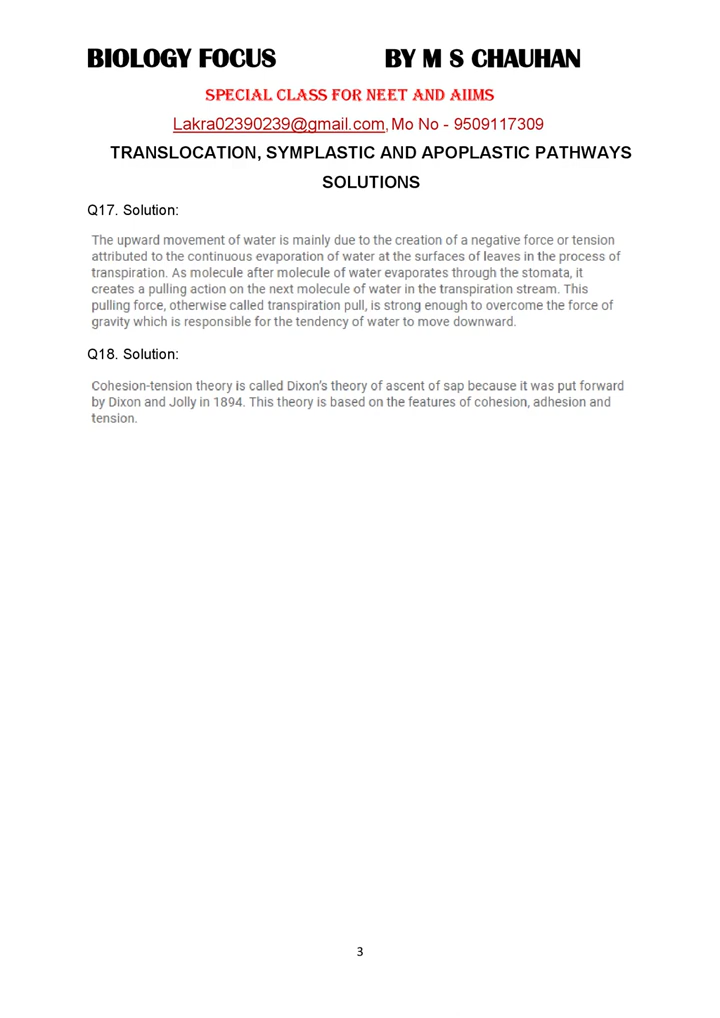 BIOLOGY FOCUS BY M S CHAUHAN
SPECIAL CLASS FOR NEET AND AIIMS
Lakra02390239@gmail.com, Mo No - 9509117309
TRANSLOCATION, SYMPLASTIC AND APOPLASTIC PATHWAYS
SOLUTIONS
Q17. Solution:
The upward movement of water is mainly due to the creation of a negative force or tension
attributed to the continuous evaporation of water at the surfaces of leaves in the process of
transpiration. As molecule after molecule of water evaporates through the stomata, it
creates a pulling action on the next molecule of water in the transpiration stream. This
pulling force, otherwise called transpiration pull, is strong enough to overcome the force of
gravity which is responsible for the tendency of water to move downward.
Q18. Solution:
Cohesion-tension theory is called Dixon's theory of ascent of sap because it was put forward
by Dixon and Jolly in 1894. This theory is based on the features of cohesion, adhesion and
tension.
3